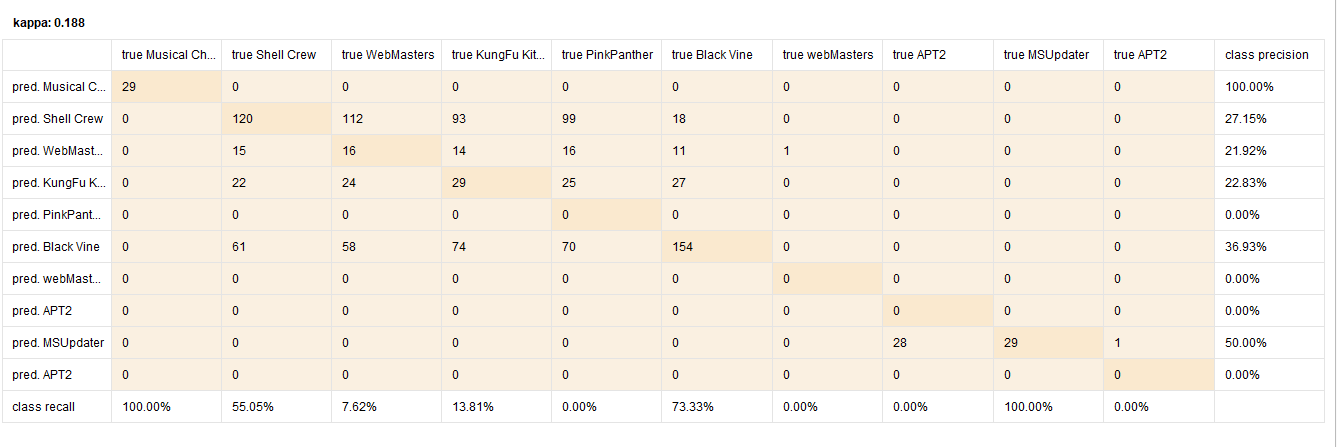 kappa: 0.188
true Musical Ch... true Shell Crew true WebMasters true KungFu Kit... true PinkPanther true Black Vine true webMasters true APT2 true MSUpdater true APT2 class precision
pred. Musical C... 29 0 0 0 0 0 0 0 0 0 100.00%
pred. Shell Crew 0 120 112 93 99 18 0 0 0 0 27.15%
pred. WebMast... 0 15 16 14 16 11 1 0 0 0 21.92%
pred. KungFu K... 0 22 24 29 25 27 0 0 0 0 22.83%
pred. PinkPant... 0 0 0 0 0 0 0 0 0 0 0.00%
pred. Black Vine 0 61 58 74 70 154 0 0 0 0 36.93%
pred. webMast... 0 0 0 0 0 0 0 0 0 0 0.00%
pred. APT2 0 0 0 0 0 0 0 0 0 0 0.00%
pred. MSUpdater 0 0 0 0 0 0 0 28 29 1 50.00%
pred. APT2 0 0 0 0 0 0 0 0 0 0 0.00%
class recall 100.00% 55.05% 7.62% 13.81% 0.00% 73.33% 0.00% 0.00% 100.00% 0.00%